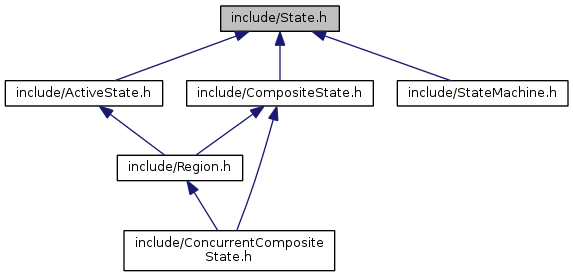 include/State.h
include/ActiveState.h
include/CompositeState.h
include/StateMachine.h
include/Region.h
include/ConcurrentComposite
State.h